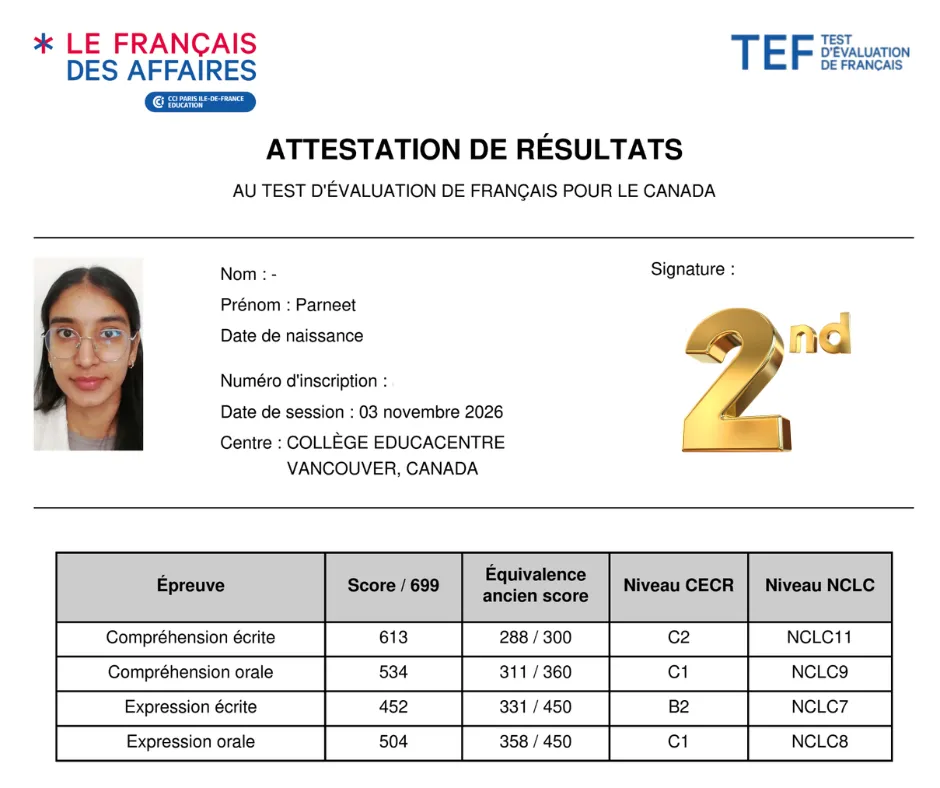 LE FRANÇAIS
DES AFFAIRES
CCI PARIS ILE-DE-FRANCE
EDUCATION
TEF TEST
D'ÉVALUATION
DE FRANÇAIS
ATTESTATION DE RÉSULTATS
AU TEST D'ÉVALUATION DE FRANÇAIS POUR LE CANADA
Nom : -
Prénom : Parneet
Date de naissance
Numéro d'inscription :
Date de session : 03 novembre 2026
Centre : COLLÈGE EDUCACENTRE
VANCOUVER, CANADA
Signature :
2nd
Épreuve Score / 699 Équivalence ancien score Niveau CECR Niveau NCLC
Compréhension écrite 613 288 / 300 C2 NCLC11
Compréhension orale 534 311 / 360 C1 NCLC9
Expression écrite 452 331 / 450 B2 NCLC7
Expression orale 504 358 / 450 C1 NCLC8